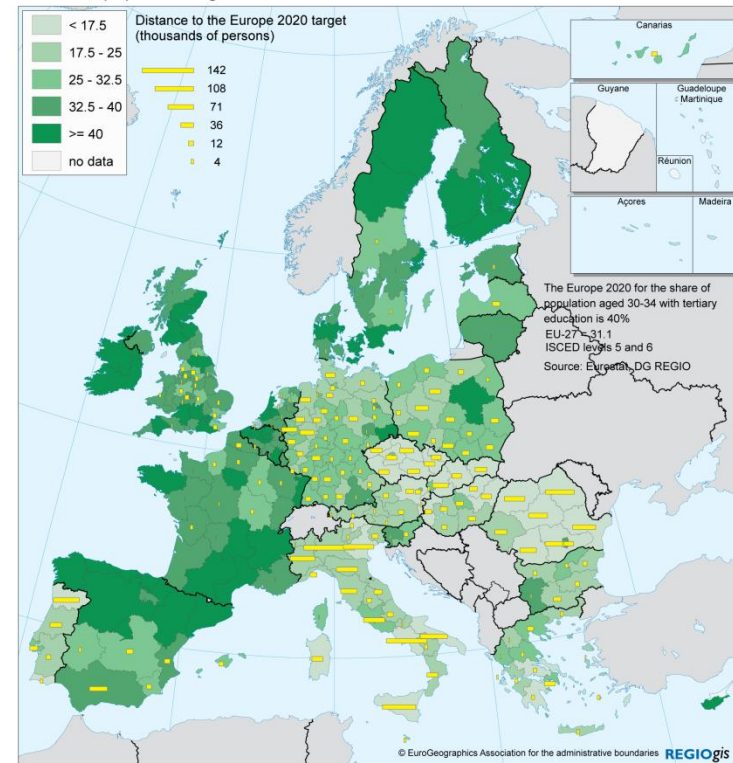 Distance to the Europe 2020 target
(thousands of persons)
< 17.5
17.5 - 25
25 - 32.5
32.5 - 40
>= 40
no data
142
108
71
36
12
4
Canarias
Guyane
Guadeloupe
Martinique
Réunion
Açores
Madeira
The Europe 2020 for the share of
population aged 30-34 with tertiary
education is 40%
EU-27 = 31.1
ISCED levels 5 and 6
Source: Eurostat, DG REGIO
© EuroGeographics Association for the administrative boundaries
REGIOgis